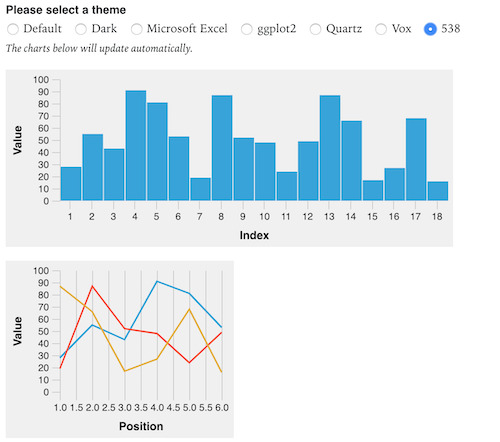 Please select a theme
Default Dark Microsoft Excel ggplot2 Quartz Vox 538
The charts below will update automatically.
100
90
80
70
60
50
40
30
20
10
0
Value
1 2 3 4 5 6 7 8 9 10 11 12 13 14 15 16 17 18
Index
100
90
80
70
60
50
40
30
20
10
0
Value
1.0 1.5 2.0 2.5 3.0 3.5 4.0 4.5 5.0 5.5 6.0
Position